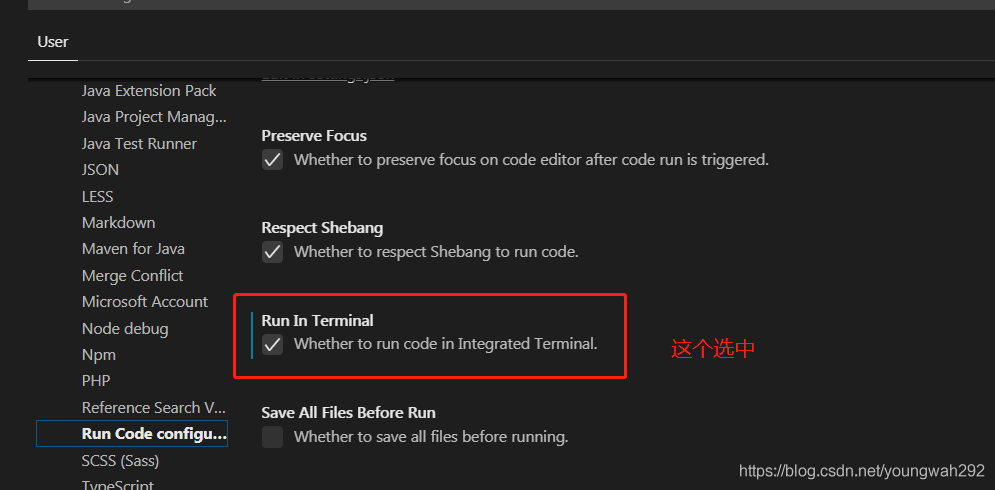 User
Java Extension Pack
Java Project Manag...
Java Test Runner
JSON
LESS
Markdown
Maven for Java
Merge Conflict
Microsoft Account
Node debug
Npm
PHP
Reference Search V...
Run Code configu...
SCSS (Sass)
TypeScript
Preserve Focus
Whether to preserve focus on code editor after code run is triggered.
Respect Shebang
Whether to respect Shebang to run code.
Run In Terminal
Whether to run code in Integrated Terminal.
这个选中
Save All Files Before Run
Whether to save all files before running.
https://blog.csdn.net/youngwah292